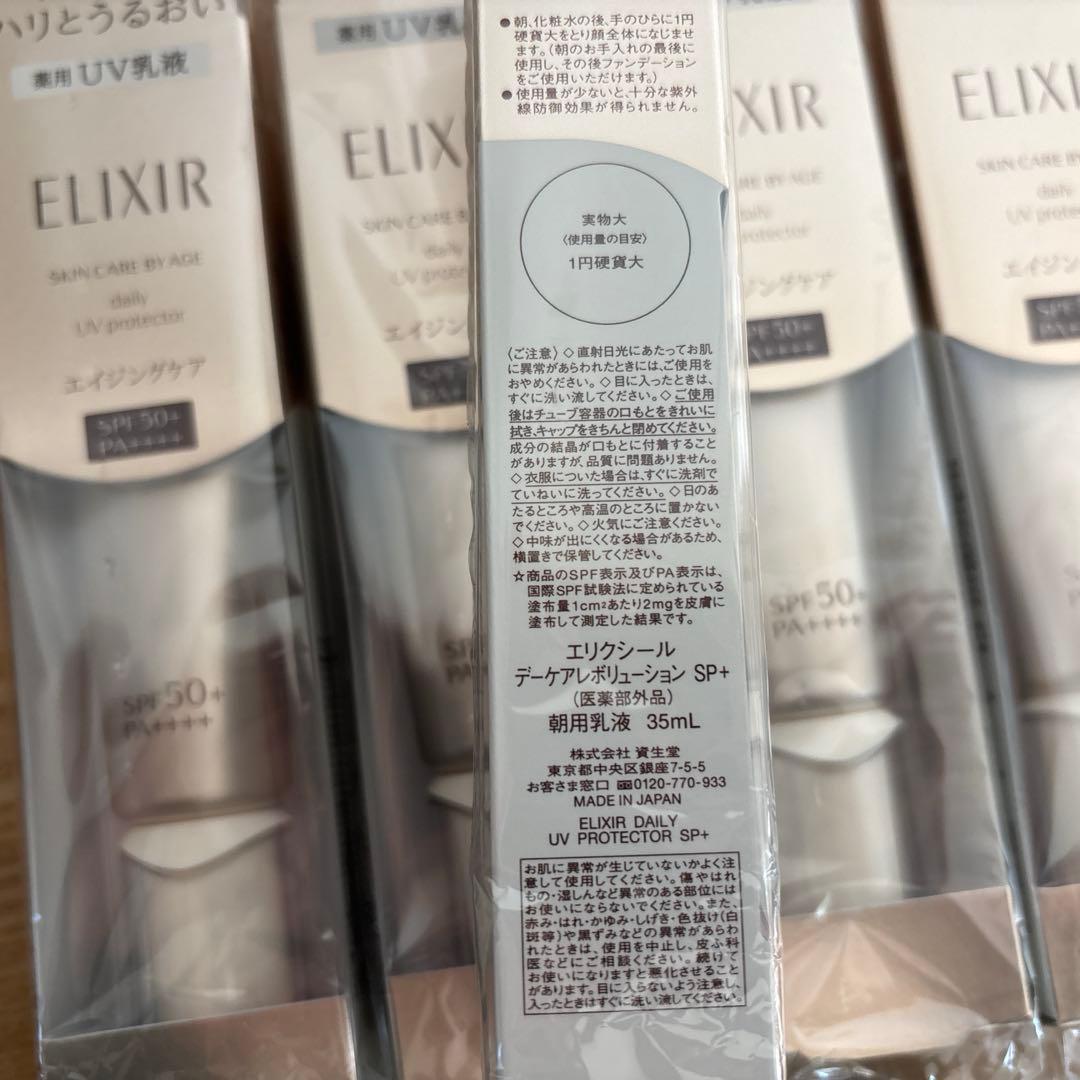 ハリとうるおい
薬用 UV乳液
ELIXIR
SKIN CARE BY AGE
daily
UV protector
エイジングケア
SPF50+
PA++++
SPF50+
PA++++
薬用 UV乳
ELIX
SKIN CARE BY
エイジン
●朝、化粧水の後、手のひらに1円
硬貨大をとり顔全体になじませ
ます。(朝のお手入れの最後に
使用し、その後ファンデーション
をご使用いただけます。)
●使用量が少ないと、十分な紫外
線防御効果が得られません。
実物大
〈使用量の目安〉
1円硬貨大
〈ご注意〉◇直射日光にあたってお肌
に異常があらわれたときには、ご使用を
おやめください。◇目に入ったときは、
すぐに洗い流してください。◇ご使用
後はチューブ容器の口もとをきれいに
拭き、キャップをきちんと閉めてください。
成分の結晶が口もとに付着すること
がありますが、品質に問題ありません。
◇衣服についた場合は、すぐに洗剤で
ていねいに洗ってください。◇日のあ
たるところや高温のところに置かない
でください。◇火気にご注意ください。
◇中味が出にくくなる場合があるため、
横置きで保管してください。
☆商品のSPF表示及びPA表示は、
国際SPF試験法に定められている
塗布量1cm²あたり2mgを皮膚に
塗布して測定した結果です。
エリクシール
デーケアレボリューション SP+
(医薬部外品)
朝用乳液 35mL
株式会社 資生堂
東京都中央区銀座7-5-5
お客さま窓口 0120-770-933
MADE IN JAPAN
ELIXIR DAILY
UV PROTECTOR SP+
お肌に異常が生じていないかよく注
意して使用してください。傷やはれ
もの・湿しんなど異常のある部位には
お使いにならないでください。また、
赤み・はれ・かゆみ・しげき・色抜け(白
斑等)や黒ずみなどの異常があらわ
れたときは、使用を中止し、皮ふ科
医などにご相談ください。続けて
お使いになりますと悪化させること
があります。目に入らないよう注意し、
入ったときはすぐに洗い流してください。
XIR
RE BY AGE
daily
rotector
ジングケア
PF50+
PA++++
SPF50+
PA++++
ELIXI
SKIN CARE BY
daily
UV prote
エイジン
SPF
PA+